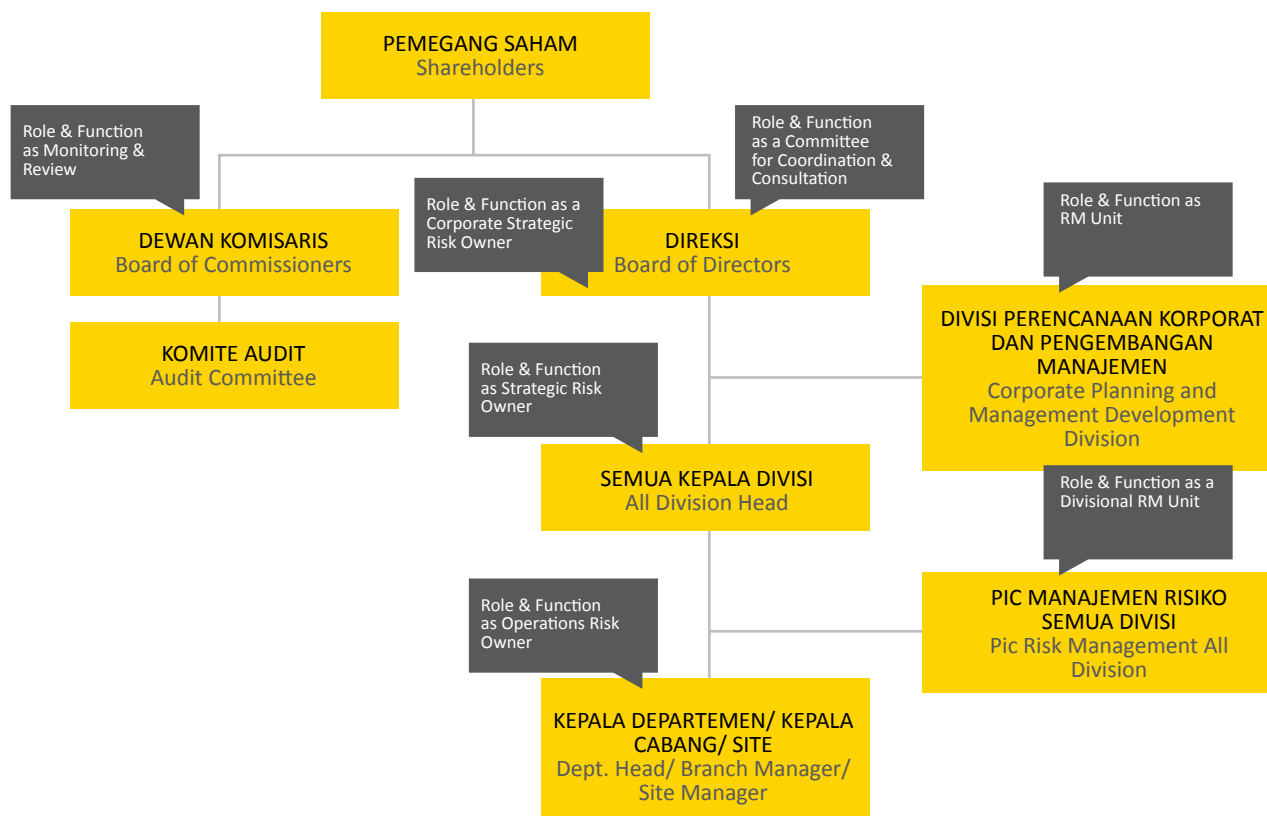 PEMEGANG SAHAM
Shareholders
Role & Function
as Monitoring &
Review
Role & Function
as a Committee
for Coordination &
Consultation
Role & Function as a
Corporate Strategic
Risk Owner
Role & Function as
RM Unit
DEWAN KOMISARIS
Board of Commissioners
DIREKSI
Board of Directors
KOMITE AUDIT
Audit Committee
DIVISI PERENCANAAN KORPORAT
DAN PENGEMBANGAN
MANAJEMEN
Corporate Planning and
Management Development
Division
Role & Function
as Strategic Risk
Owner
SEMUA KEPALA DIVISI
All Division Head
Role & Function as a
Divisional RM Unit
PIC MANAJEMEN RISIKO
SEMUA DIVISI
Pic Risk Management All
Division
Role & Function
as Operations Risk
Owner
KEPALA DEPARTEMEN/ KEPALA
CABANG/ SITE
Dept. Head/ Branch Manager/
Site Manager